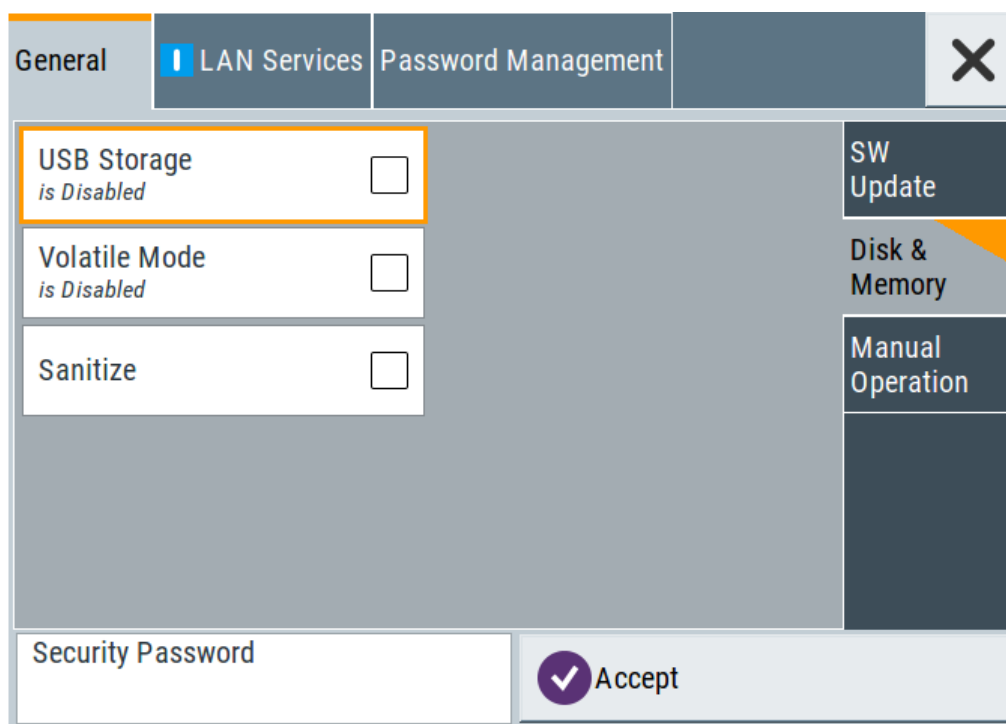 General
LAN Services
Password Management
USB Storage
is Disabled
Volatile Mode
is Disabled
Sanitize
SW
Update
Disk &
Memory
Manual
Operation
Security Password
Accept